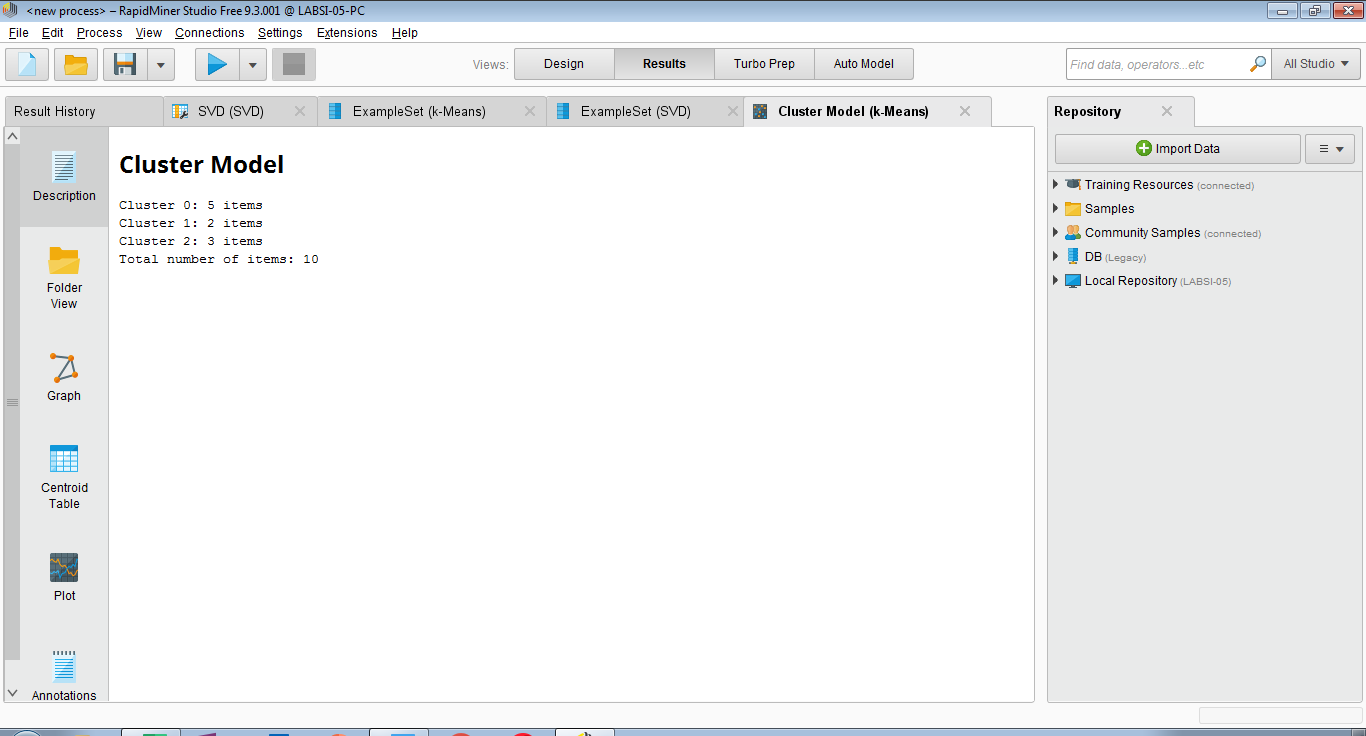 <new process> – RapidMiner Studio Free 9.3.001 @ LABSI-05-PC
File Edit Process View Connections Settings Extensions Help
Views: Design Results Turbo Prep Auto Model Find data, operators...etc All Studio
Result History SVD (SVD) ExampleSet (k-Means) ExampleSet (SVD) Cluster Model (k-Means)
Description
Folder
View
Graph
Centroid
Table
Plot
Annotations
Cluster Model
Cluster 0: 5 items
Cluster 1: 2 items
Cluster 2: 3 items
Total number of items: 10
Repository
Import Data
Training Resources (connected)
Samples
Community Samples (connected)
DB (Legacy)
Local Repository (LABSI-05)